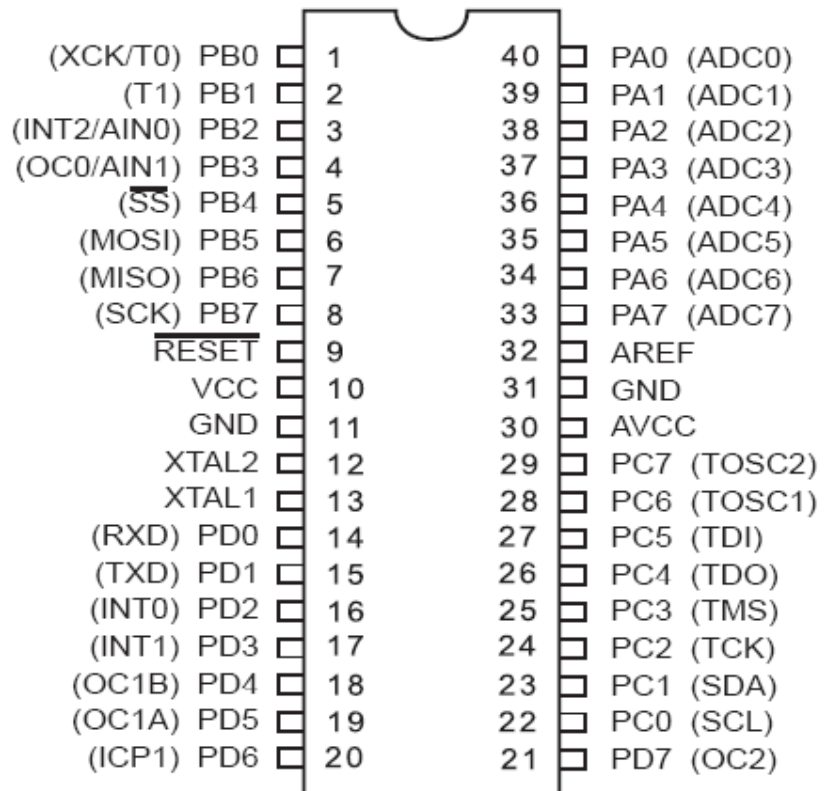 (XCK/T0) PB0 1 40 PA0 (ADC0)
(T1) PB1 2 39 PA1 (ADC1)
(INT2/AIN0) PB2 3 38 PA2 (ADC2)
(OC0/AIN1) PB3 4 37 PA3 (ADC3)
(SS) PB4 5 36 PA4 (ADC4)
(MOSI) PB5 6 35 PA5 (ADC5)
(MISO) PB6 7 34 PA6 (ADC6)
(SCK) PB7 8 33 PA7 (ADC7)
RESET 9 32 AREF
VCC 10 31 GND
GND 11 30 AVCC
XTAL2 12 29 PC7 (TOSC2)
XTAL1 13 28 PC6 (TOSC1)
(RXD) PD0 14 27 PC5 (TDI)
(TXD) PD1 15 26 PC4 (TDO)
(INT0) PD2 16 25 PC3 (TMS)
(INT1) PD3 17 24 PC2 (TCK)
(OC1B) PD4 18 23 PC1 (SDA)
(OC1A) PD5 19 22 PC0 (SCL)
(ICP1) PD6 20 21 PD7 (OC2)